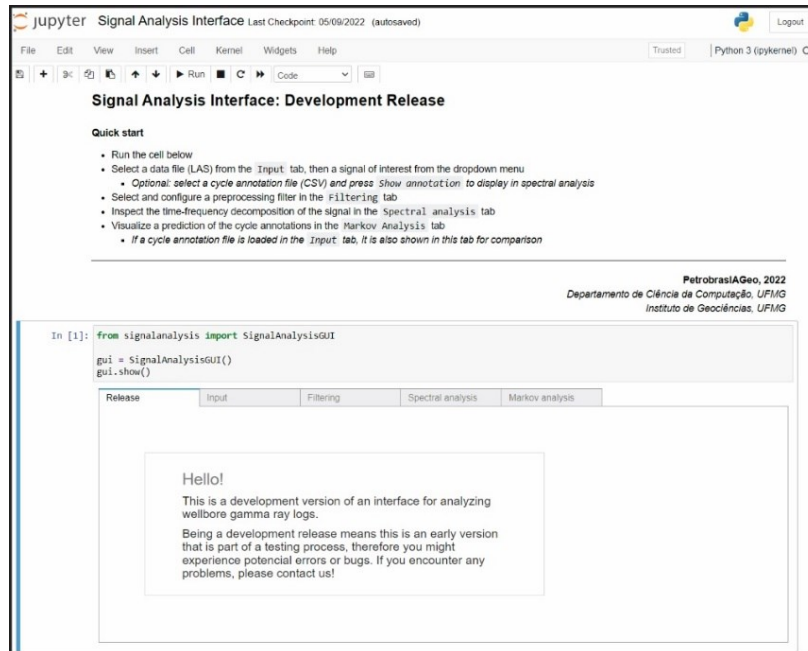 jupyter Signal Analysis Interface Last Checkpoint: 05/09/2022 (autosaved)
Logout
File Edit View Insert Cell Kernel Widgets Help
Trusted Python 3 (ipykernel)
Run Code
Signal Analysis Interface: Development Release
Quick start
Run the cell below
Select a data file (LAS) from the Input tab, then a signal of interest from the dropdown menu
Optional: select a cycle annotation file (CSV) and press Show annotation to display in spectral analysis
Select and configure a preprocessing filter in the Filtering tab
Inspect the time-frequency decomposition of the signal in the Spectral analysis tab
Visualize a prediction of the cycle annotations in the Markov Analysis tab
If a cycle annotation file is loaded in the Input tab, it is also shown in this tab for comparison
PetrobrasIAGeo, 2022
Departamento de Ciência da Computação, UFMG
Instituto de Geociências, UFMG
In [1]: from signalanalysis import SignalAnalysisGUI
gui = SignalAnalysisGUI()
gui.show()
Release Input Filtering Spectral analysis Markov analysis
Hello!
This is a development version of an interface for analyzing
wellbore gamma ray logs.
Being a development release means this is an early version
that is part of a testing process, therefore you might
experience potencial errors or bugs. If you encounter any
problems, please contact us!